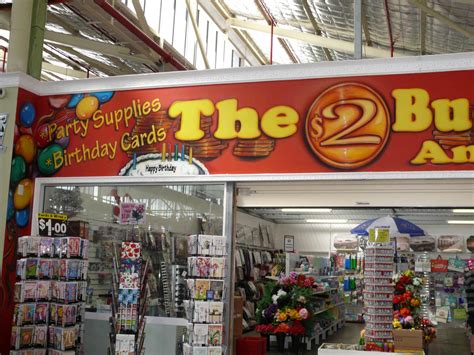 *Party Supplies
*Birthday Cards
The $2 Bu
An
Happy Birthday
$1.00